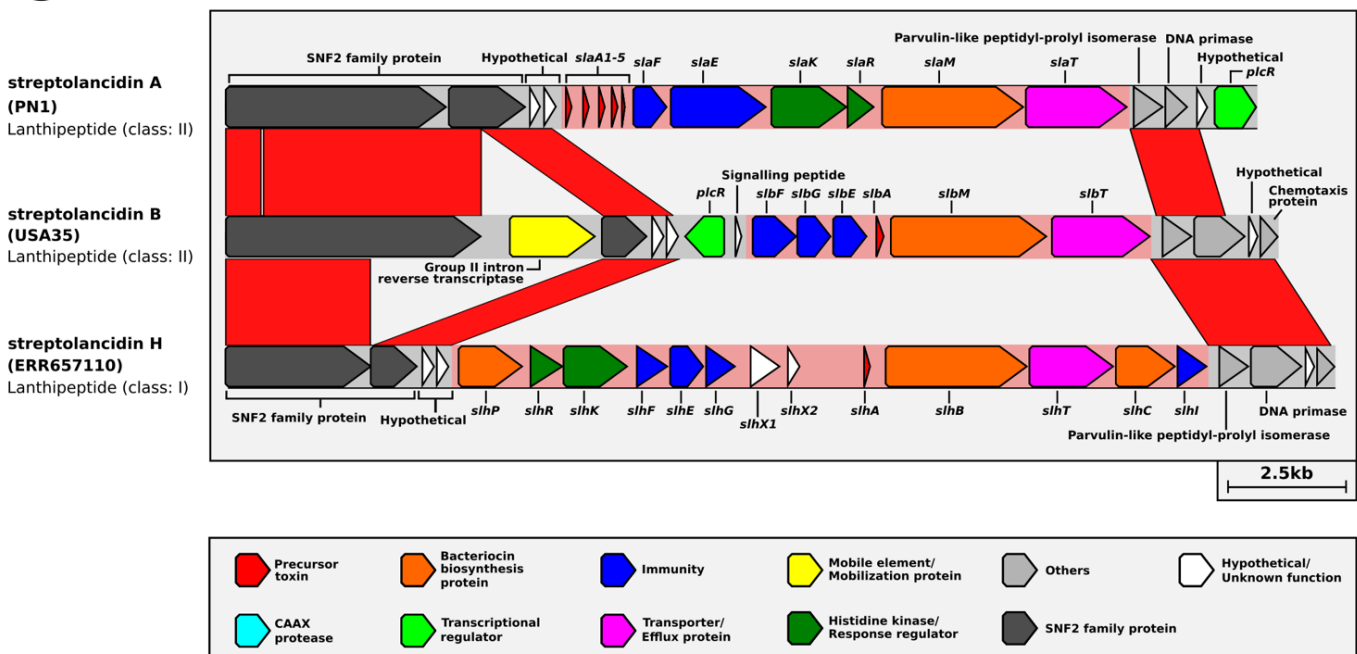 SNF2 family protein
Hypothetical
slaA1-5
slaF
slaE
slaK
slaR
slaM
slaT
Parvulin-like peptidyl-prolyl isomerase
DNA primase
Hypothetical
plcR
streptolancidin A
(PN1)
Lanthipeptide (class: II)
Signalling peptide
plcR
slbF
slbG
slbE
slbA
slbM
slbT
Hypothetical
Chemotaxis
protein
streptolancidin B
(USA35)
Lanthipeptide (class: II)
Group II intron
reverse transcriptase
streptolancidin H
(ERR657110)
Lanthipeptide (class: I)
SNF2 family protein
Hypothetical
slhP
slhR
slhK
slhF
slhE
slhG
slhX1
slhX2
slhA
slhB
slhT
slhC
slhI
DNA primase
Parvulin-like peptidyl-prolyl isomerase
2.5kb
Precursor
toxin
Bacteriocin
biosynthesis
protein
Immunity
Mobile element/
Mobilization protein
Others
Hypothetical/
Unknown function
CAAX
protease
Transcriptional
regulator
Transporter/
Efflux protein
Histidine kinase/
Response regulator
SNF2 family protein